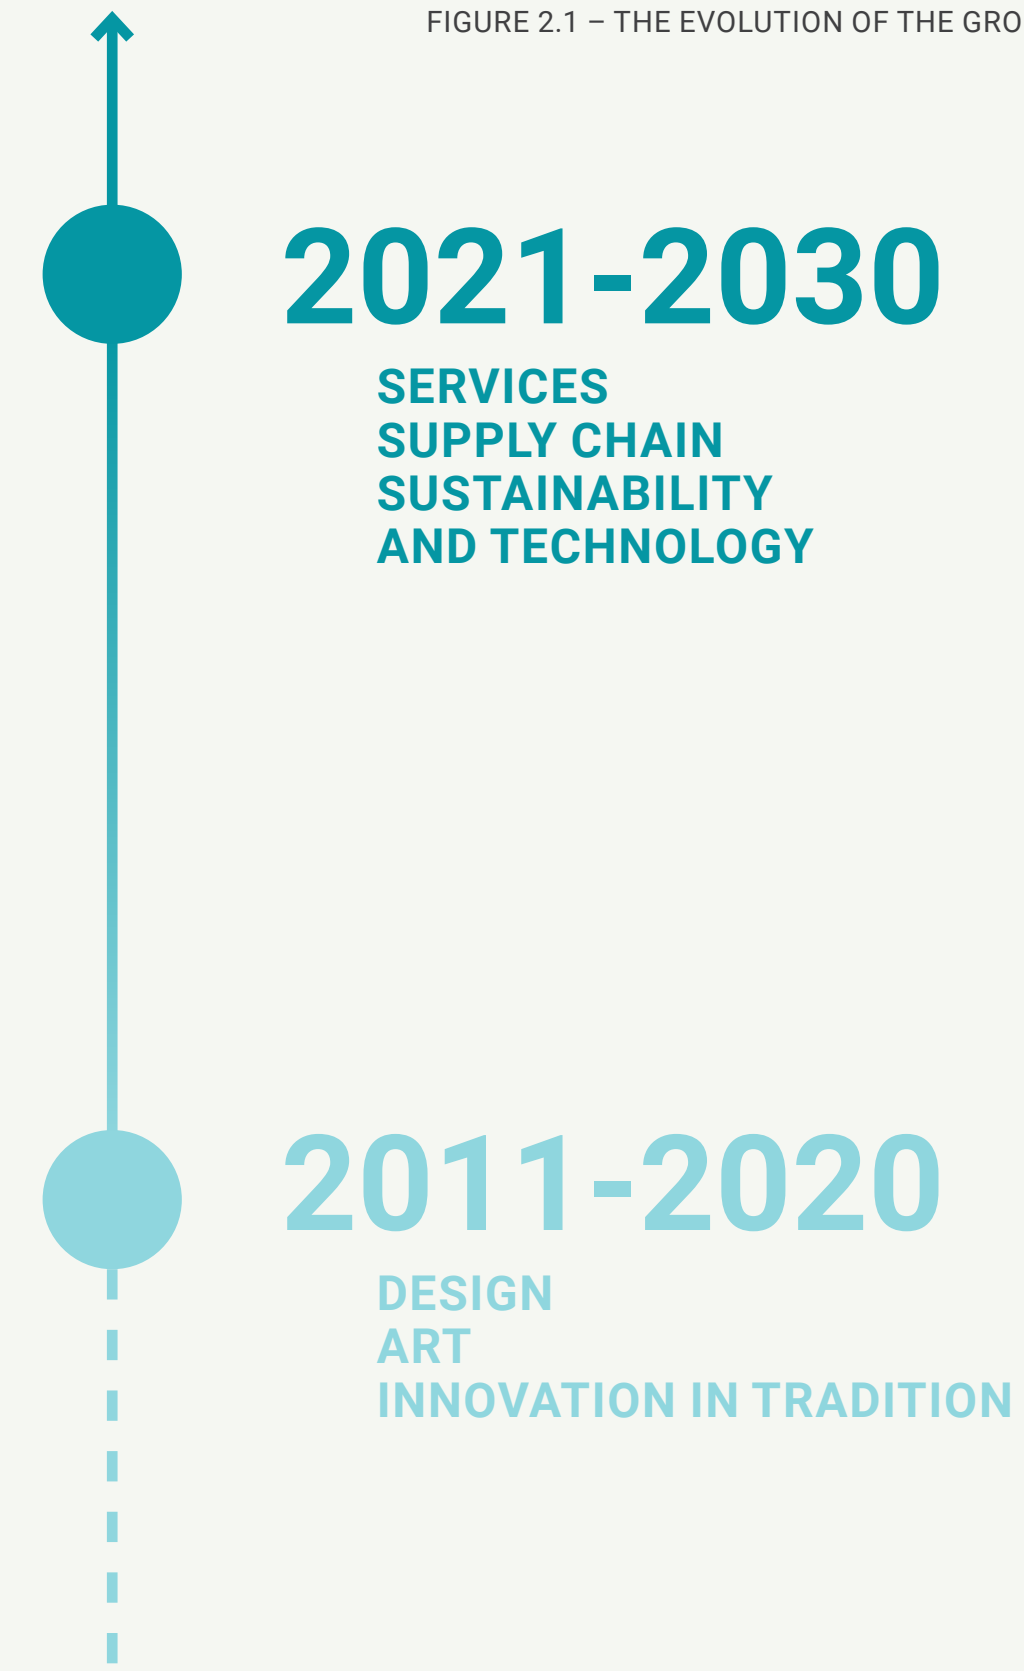 FIGURE 2.1 – THE EVOLUTION OF THE
2021-2030
SERVICES
SUPPLY CHAIN
SUSTAINABILITY
AND TECHNOLOGY
2011-2020
DESIGN
ART
INNOVATION IN TRADITION